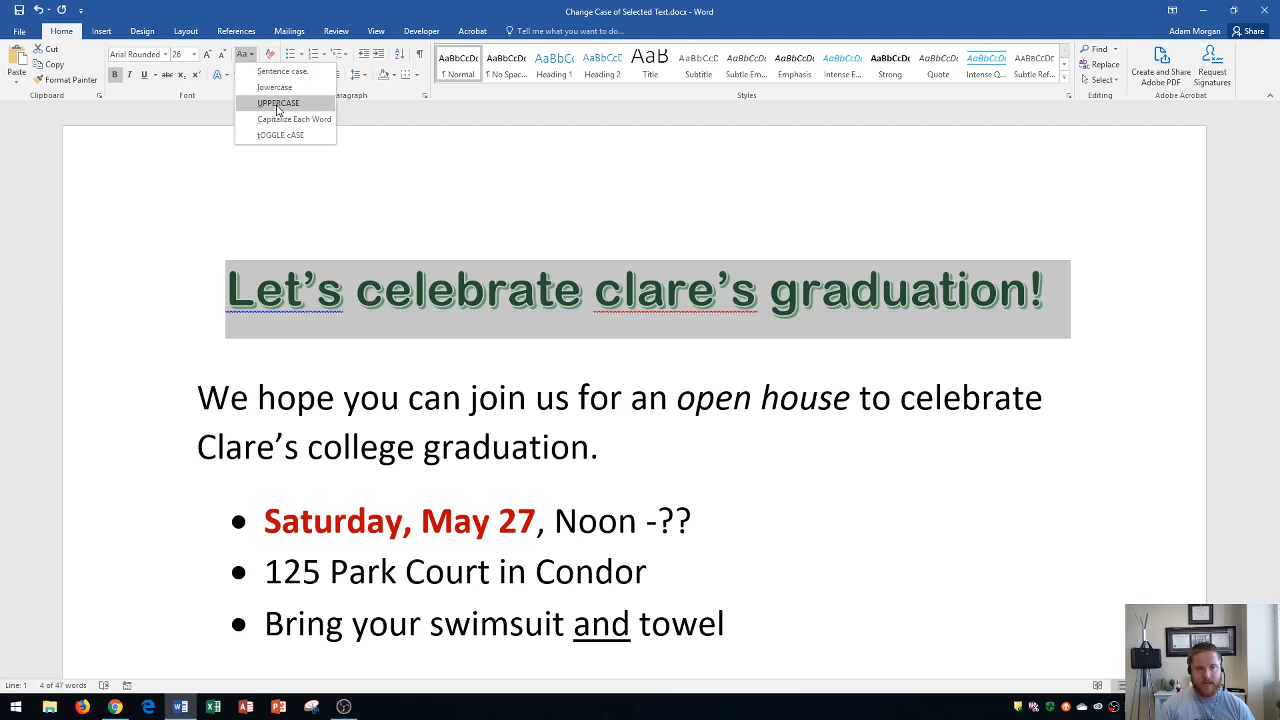 Change Case of Selected Text.docx - Word
Adam Morgan
Share
File Home Insert Design Layout References Mailings Review View Developer Tell me what you want to do...
Paste
Cut
Copy
Format Painter
Clipboard
Arial Rounded 26 A A Aa
B I U abc X₂ X²
Sentence case.
lowercase
UPPERCASE
Capitalize Each Word
tOGGLE cASE
Paragraph
AaBbCcDc AaBbCcDc AaBbCc AaBbCcC AaB AaBbCcC AaBbCcDc AaBbCcDc AaBbCcDc AaBbCcDc AaBbCcDc AaBbCcDc
¶ Normal ¶ No Spac... Heading 1 Heading 2 Title Subtitle Subtle Em... Emphasis Intense E... Strong Quote Intense Q... Subtle Ref...
Styles
Find
Replace
Select
Editing
Create and Share Adobe PDF
Request Signatures
Adobe Acrobat
Let’s celebrate clare’s graduation!
We hope you can join us for an open house to celebrate
Clare’s college graduation.
• Saturday, May 27, Noon -??
• 125 Park Court in Condor
• Bring your swimsuit and towel
Line: 1 4 of 47 words